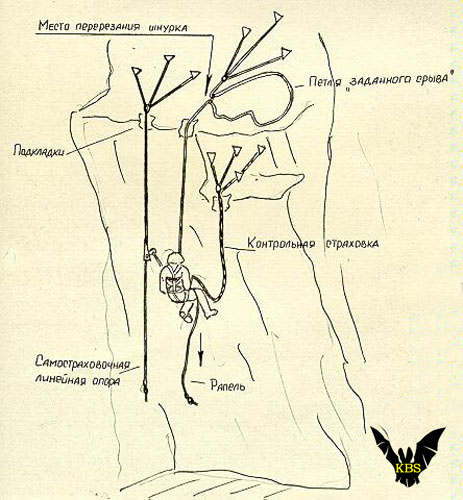 Место перерезания шнурка
Петля „заданного срыва"
Подкладки
Контрольная страховка
Самостраховочная
линейная опора
Рапель
KBS